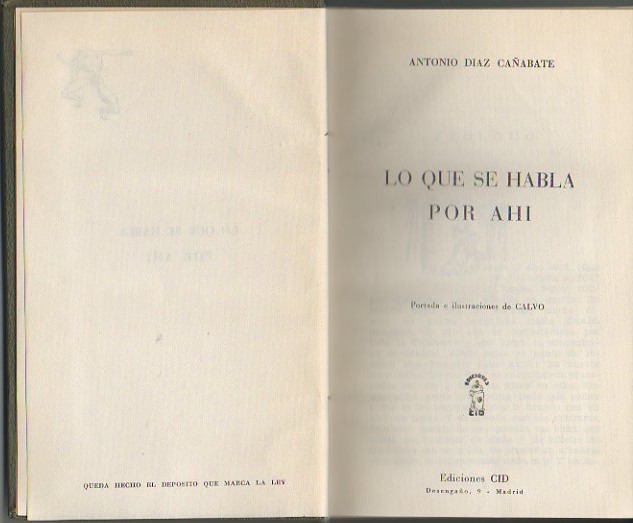 QUEDA HECHO EL DEPOSITO QUE MARCA LA LEY
ANTONIO DIAZ CAÑABATE
LO QUE SE HABLA
POR AHI
Portada e ilustraciones de CALVO
EDICIONES
CID
Ediciones CID
Desengaño, 9 - Madrid